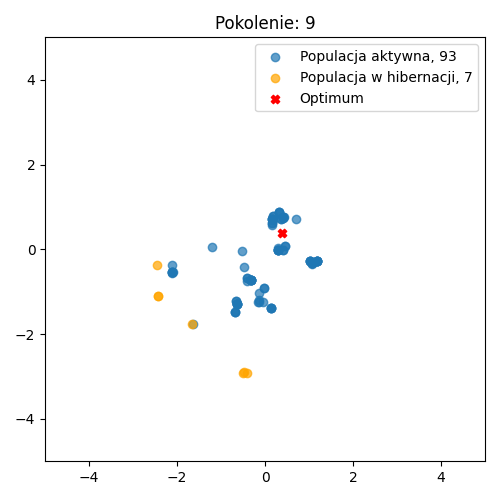 Pokolenie: 9
Populacja aktywna, 93
Populacja w hibernacji, 7
Optimum
4
2
0
−2
−4
−4
−2
0
2
4